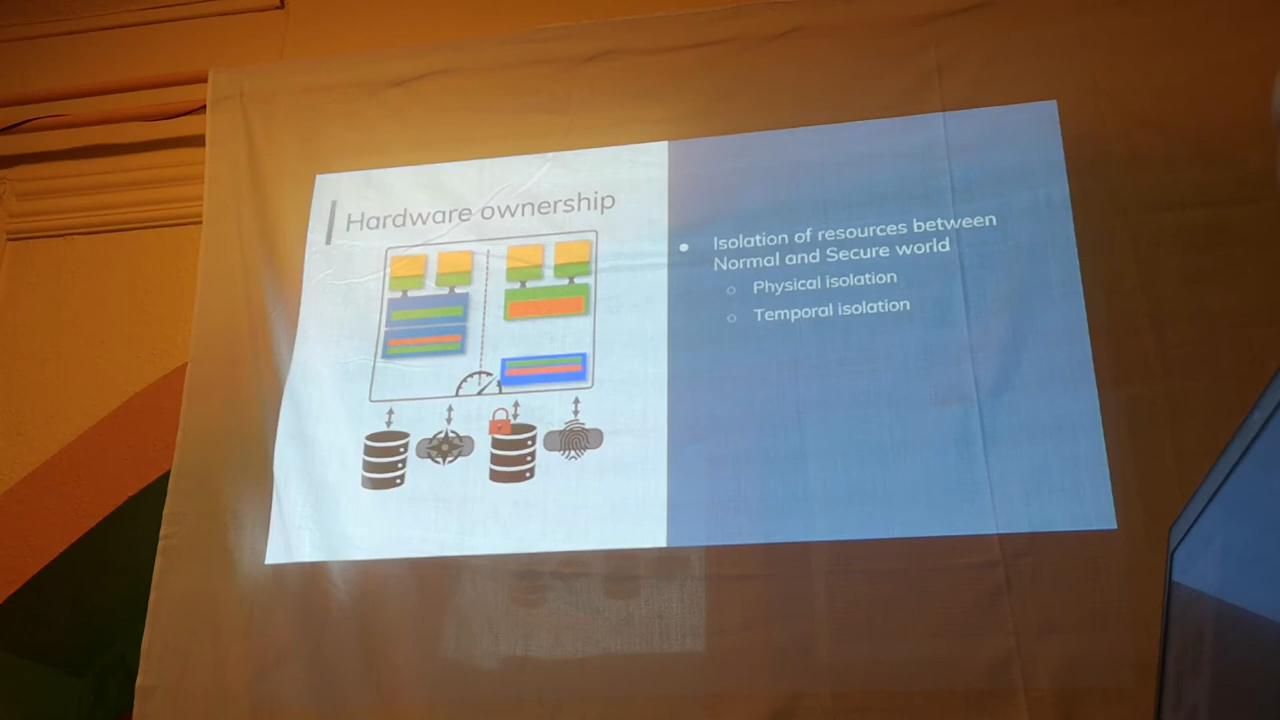 Hardware ownership
Isolation of resources between
Normal and Secure world
Physical isolation
Temporal isolation